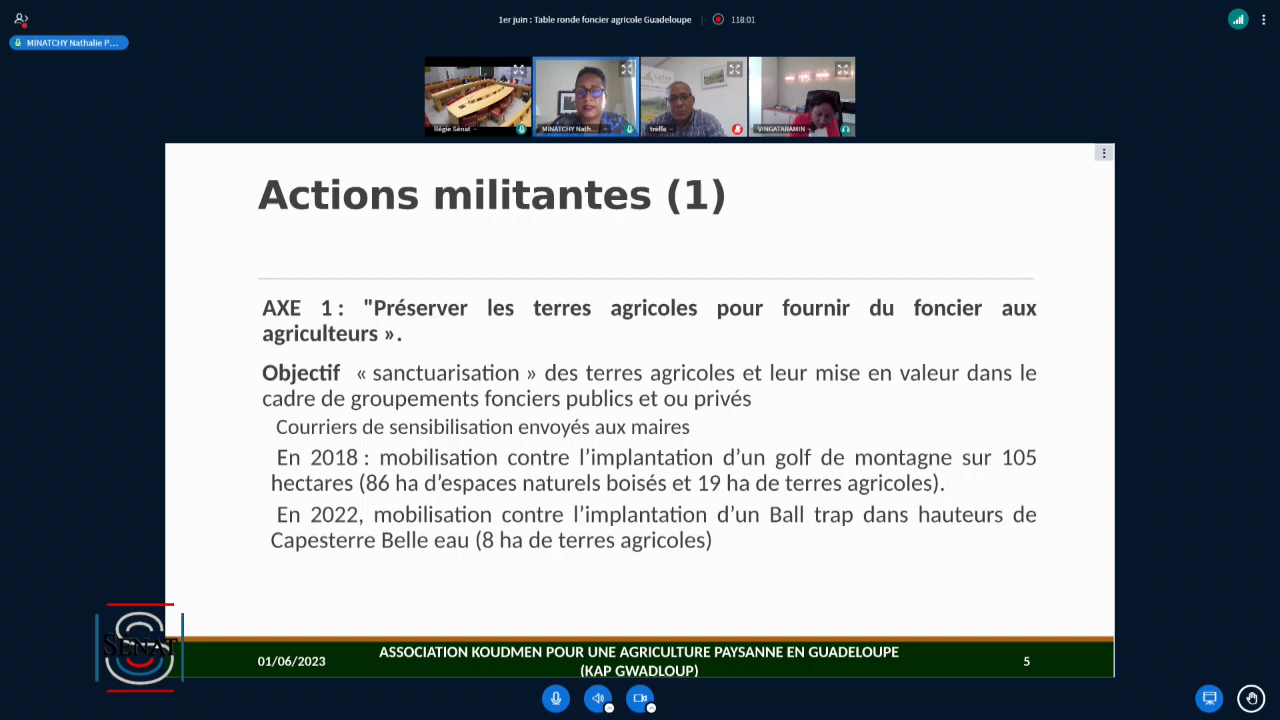 1er juin : Table ronde foncier agricole Guadeloupe
118:01
MINATCHY Nathalie P...
Régie Sénat
MINATCHY Nath...
trefle
VINGATARAMIN
Actions militantes (1)
AXE 1 : "Préserver les terres agricoles pour fournir du foncier aux
agriculteurs ».
Objectif « sanctuarisation » des terres agricoles et leur mise en valeur dans le
cadre de groupements fonciers publics et ou privés
Courriers de sensibilisation envoyés aux maires
En 2018 : mobilisation contre l’implantation d’un golf de montagne sur 105
hectares (86 ha d’espaces naturels boisés et 19 ha de terres agricoles).
En 2022, mobilisation contre l’implantation d’un Ball trap dans hauteurs de
Capesterre Belle eau (8 ha de terres agricoles)
SÉNAT
01/06/2023
ASSOCIATION KOUDMEN POUR UNE AGRICULTURE PAYSANNE EN GUADELOUPE
(KAP GWADLOUP)
5